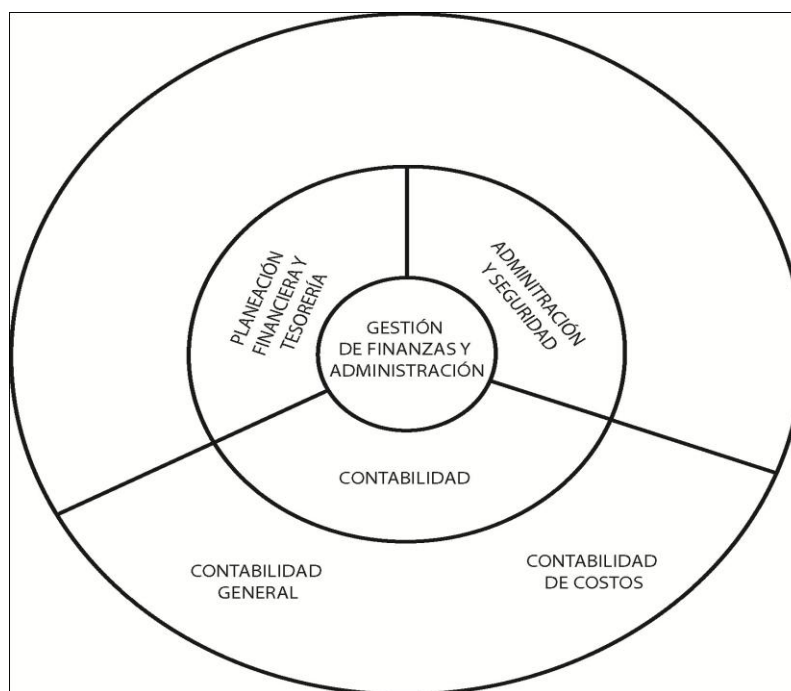 PLANEACIÓN
FINANCIERA Y
TESORERÍA
ADMINITRACIÓN
Y SEGURIDAD
GESTIÓN
DE FINANZAS Y
ADMINISTRACIÓN
CONTABILIDAD
CONTABILIDAD
GENERAL
CONTABILIDAD
DE COSTOS